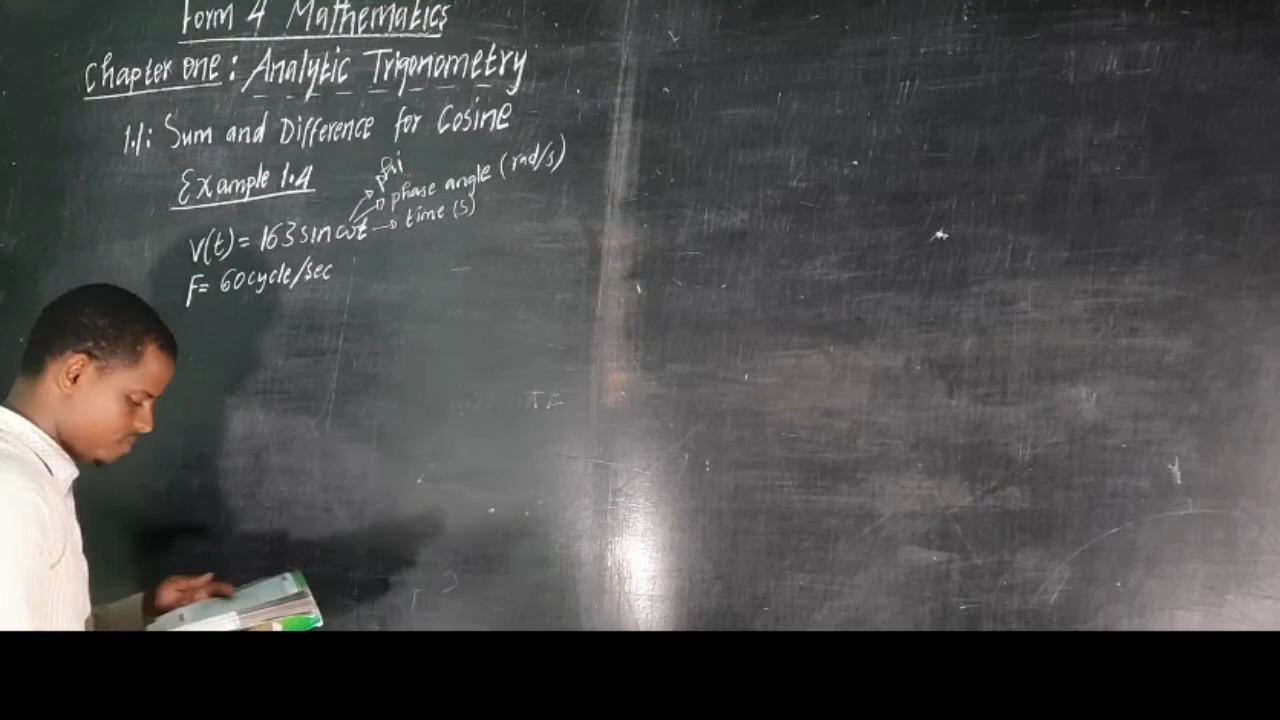 Form 4 Mathematics
Chapter one: Analytic Trigonometry
1.1: Sum and Difference for Cosine
Example 1.4
phase angle (rad/s)
V(t) = 163 sin ωt → time (s)
F = 60 cycle/sec